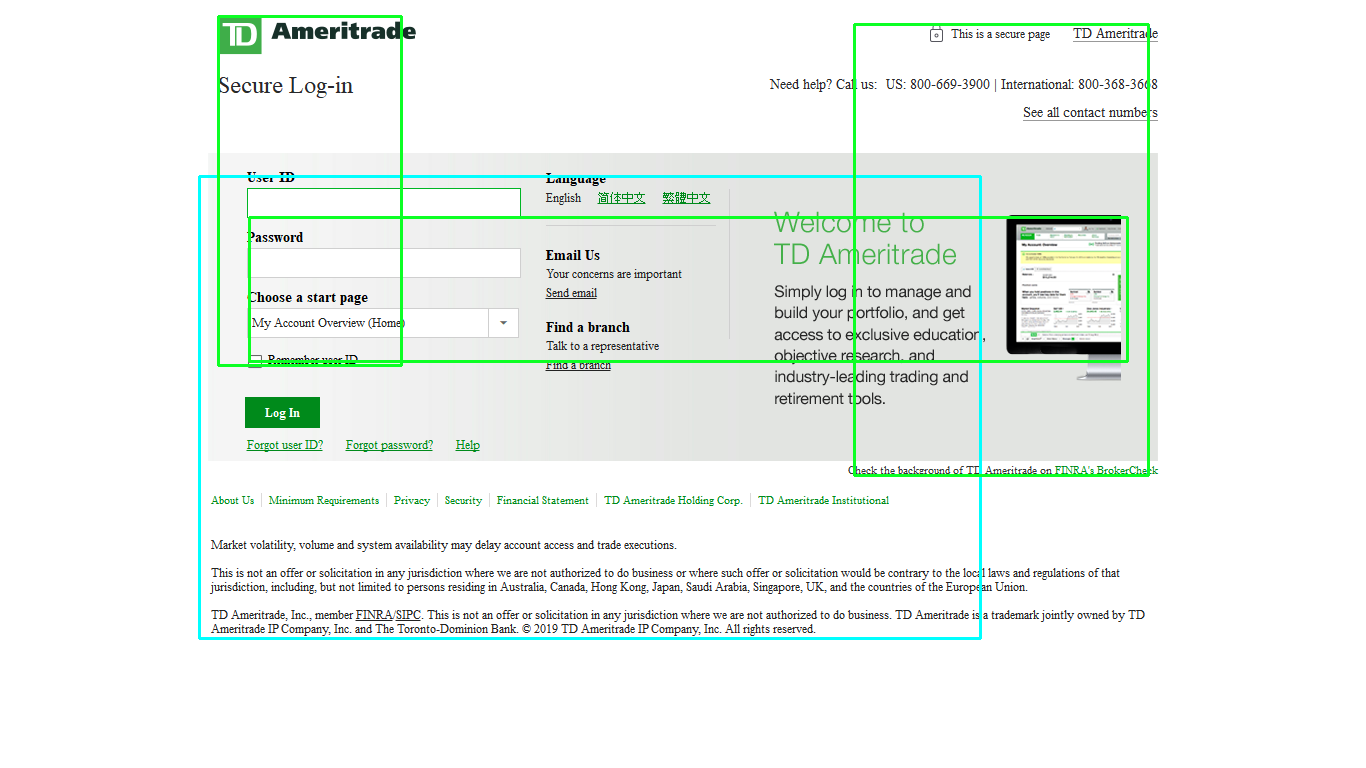 TD Ameritrade
This is a secure page TD Ameritrade
Secure Log-in
Need help? Call us: US: 800-669-3900 | International: 800-368-3668
See all contact numbers
User ID
Password
Choose a start page
My Account Overview (Home)
Remember user ID
Log In
Forgot user ID? Forgot password? Help
Language
English 简体中文 繁體中文
Email Us
Your concerns are important
Send email
Find a branch
Talk to a representative
Find a branch
Welcome to
TD Ameritrade
Simply log in to manage and
build your portfolio, and get
access to exclusive education,
objective research, and
industry-leading trading and
retirement tools.
Check the background of TD Ameritrade on FINRA's BrokerCheck
About Us Minimum Requirements Privacy Security Financial Statement TD Ameritrade Holding Corp. TD Ameritrade Institutional
Market volatility, volume and system availability may delay account access and trade executions.
This is not an offer or solicitation in any jurisdiction where we are not authorized to do business or where such offer or solicitation would be contrary to the local laws and regulations of that
jurisdiction, including, but not limited to persons residing in Australia, Canada, Hong Kong, Japan, Saudi Arabia, Singapore, UK, and the countries of the European Union.
TD Ameritrade, Inc., member FINRA/SIPC. This is not an offer or solicitation in any jurisdiction where we are not authorized to do business. TD Ameritrade is a trademark jointly owned by TD
Ameritrade IP Company, Inc. and The Toronto-Dominion Bank. © 2019 TD Ameritrade IP Company, Inc. All rights reserved.